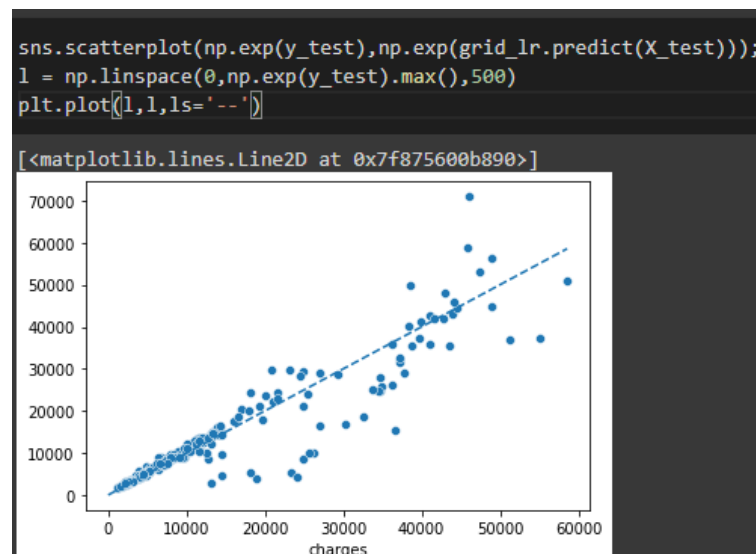 sns.scatterplot(np.exp(y_test),np.exp(grid_lr.predict(X_test)));
l = np.linspace(0,np.exp(y_test).max(),500)
plt.plot(l,l,ls='--')
[<matplotlib.lines.Line2D at 0x7f875600b890>]
70000
60000
50000
40000
30000
20000
10000
0
0 10000 20000 30000 40000 50000 60000
charges